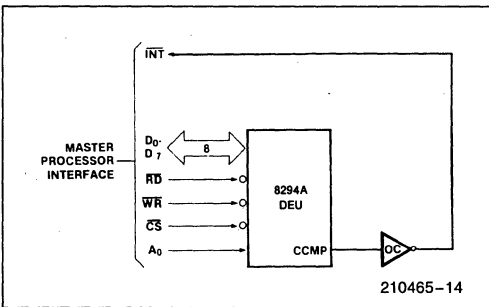 INT
D0-
D7
8
MASTER
PROCESSOR
INTERFACE
RD
WR
CS
A0
8294A
DEU
CCMP
OC
210465-14